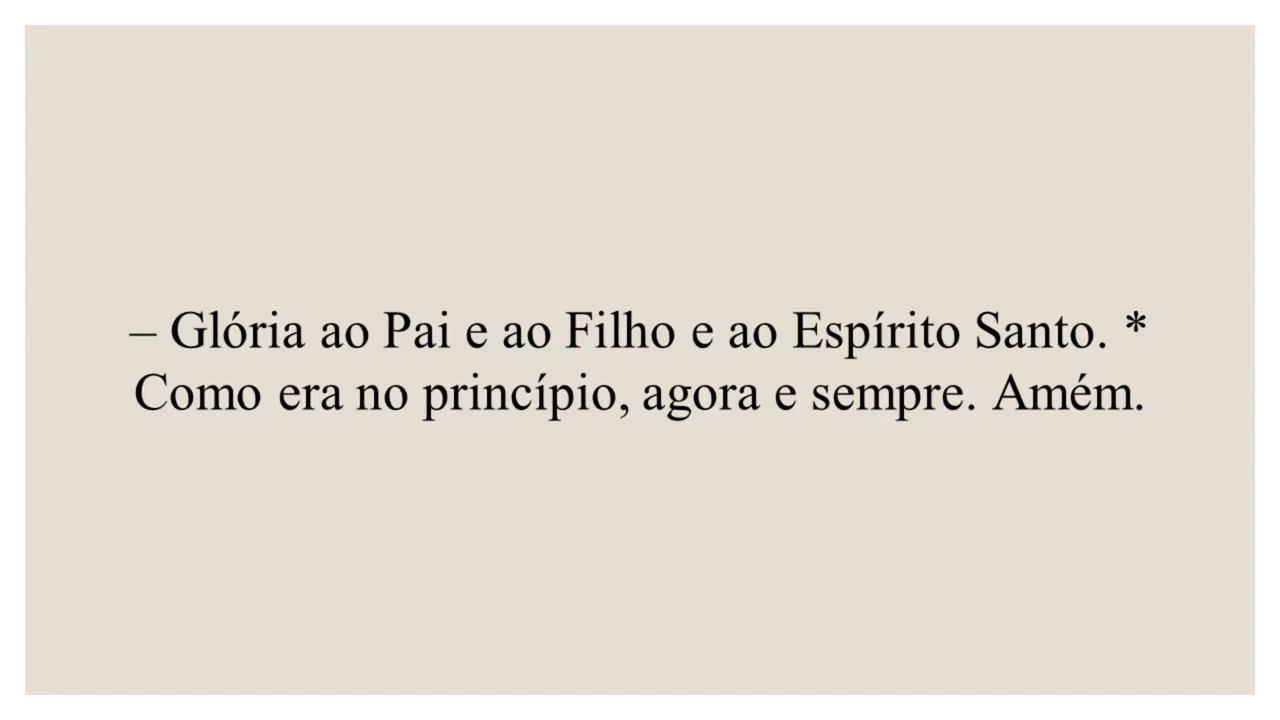 – Glória ao Pai e ao Filho e ao Espírito Santo. *
Como era no princípio, agora e sempre. Amém.